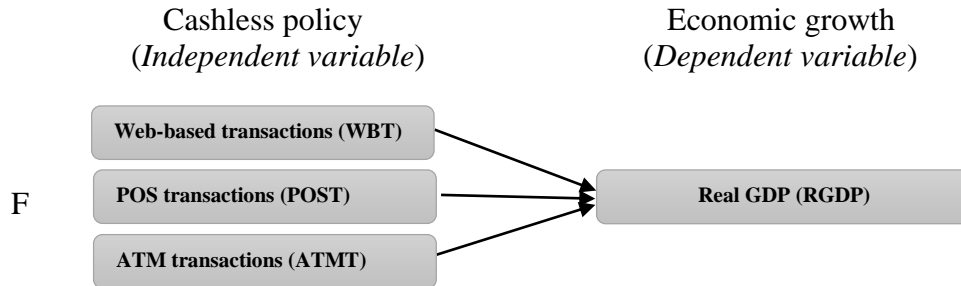 Cashless policy
(Independent variable)
Economic growth
(Dependent variable)
Web-based transactions (WBT)
F
POS transactions (POST)
Real GDP (RGDP)
ATM transactions (ATMT)